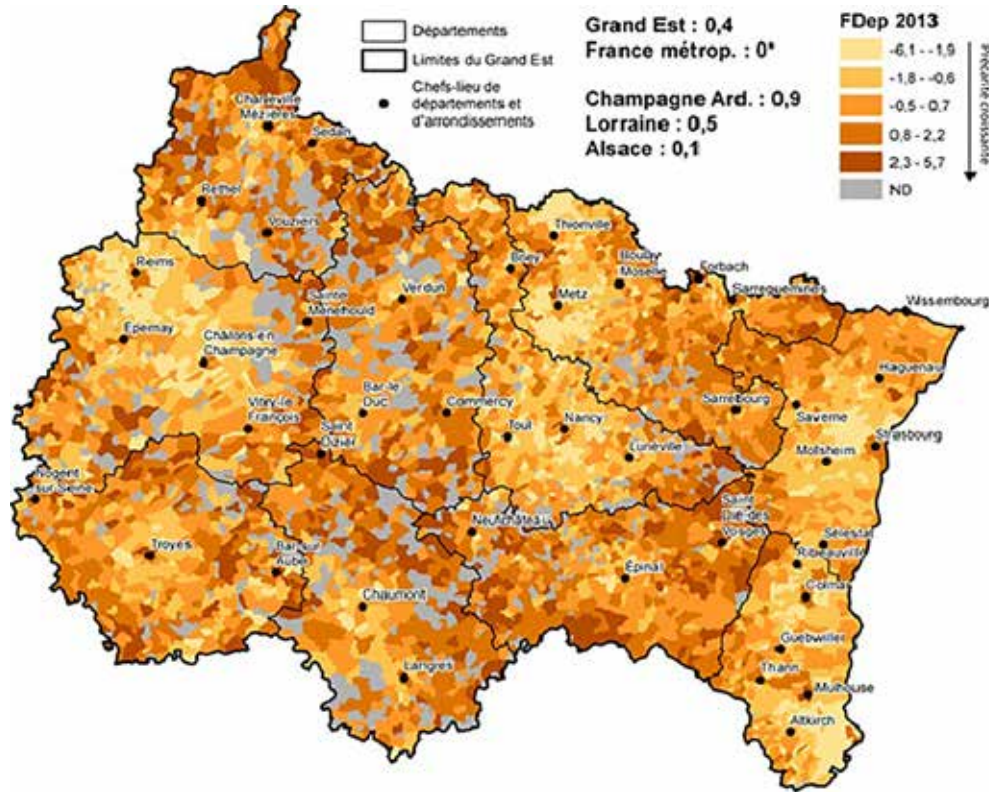 Départements
Limites du Grand Est
Chefs-lieu de
départements et
d'arrondissements
Grand Est : 0,4
France métrop. : 0*
Champagne Ard. : 0,9
Lorraine : 0,5
Alsace : 0,1
FDep 2013
-6,1 - -1,9
-1,8 - -0,6
-0,5 - 0,7
0,8 - 2,2
2,3 - 5,7
ND
Précarité croissante
Charleville
Mézières
Sedan
Rethel
Vouziers
Thionville
Reims
Briey
Boulay
Moselle
Forbach
Sarreguemines
Wissembourg
Metz
Verdun
Sainte
Menehould
Epernay
Châlons-en
Champagne
Haguenau
Bar-le
Duc
Commercy
Sarrebourg
Saverne
Vitry-le
François
Toul
Nancy
Strasbourg
Saint
Dizier
Lunéville
Molsheim
Nogent
sur-Seine
Neufchâteau
Saint
Dié-des
Vosges
Sélestat
Troyes
Bar-sur
Aube
Ribeauvillé
Épinal
Colmar
Chaumont
Guebwiller
Langres
Thann
Mulhouse
Altkirch